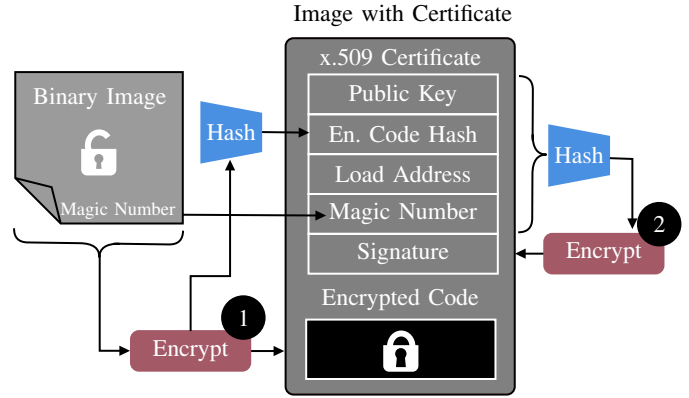 Image with Certificate
x.509 Certificate
Binary Image
Public Key
Hash
En. Code Hash
Hash
Load Address
Magic Number
Magic Number
2
Signature
Encrypt
Encrypted Code
1
Encrypt